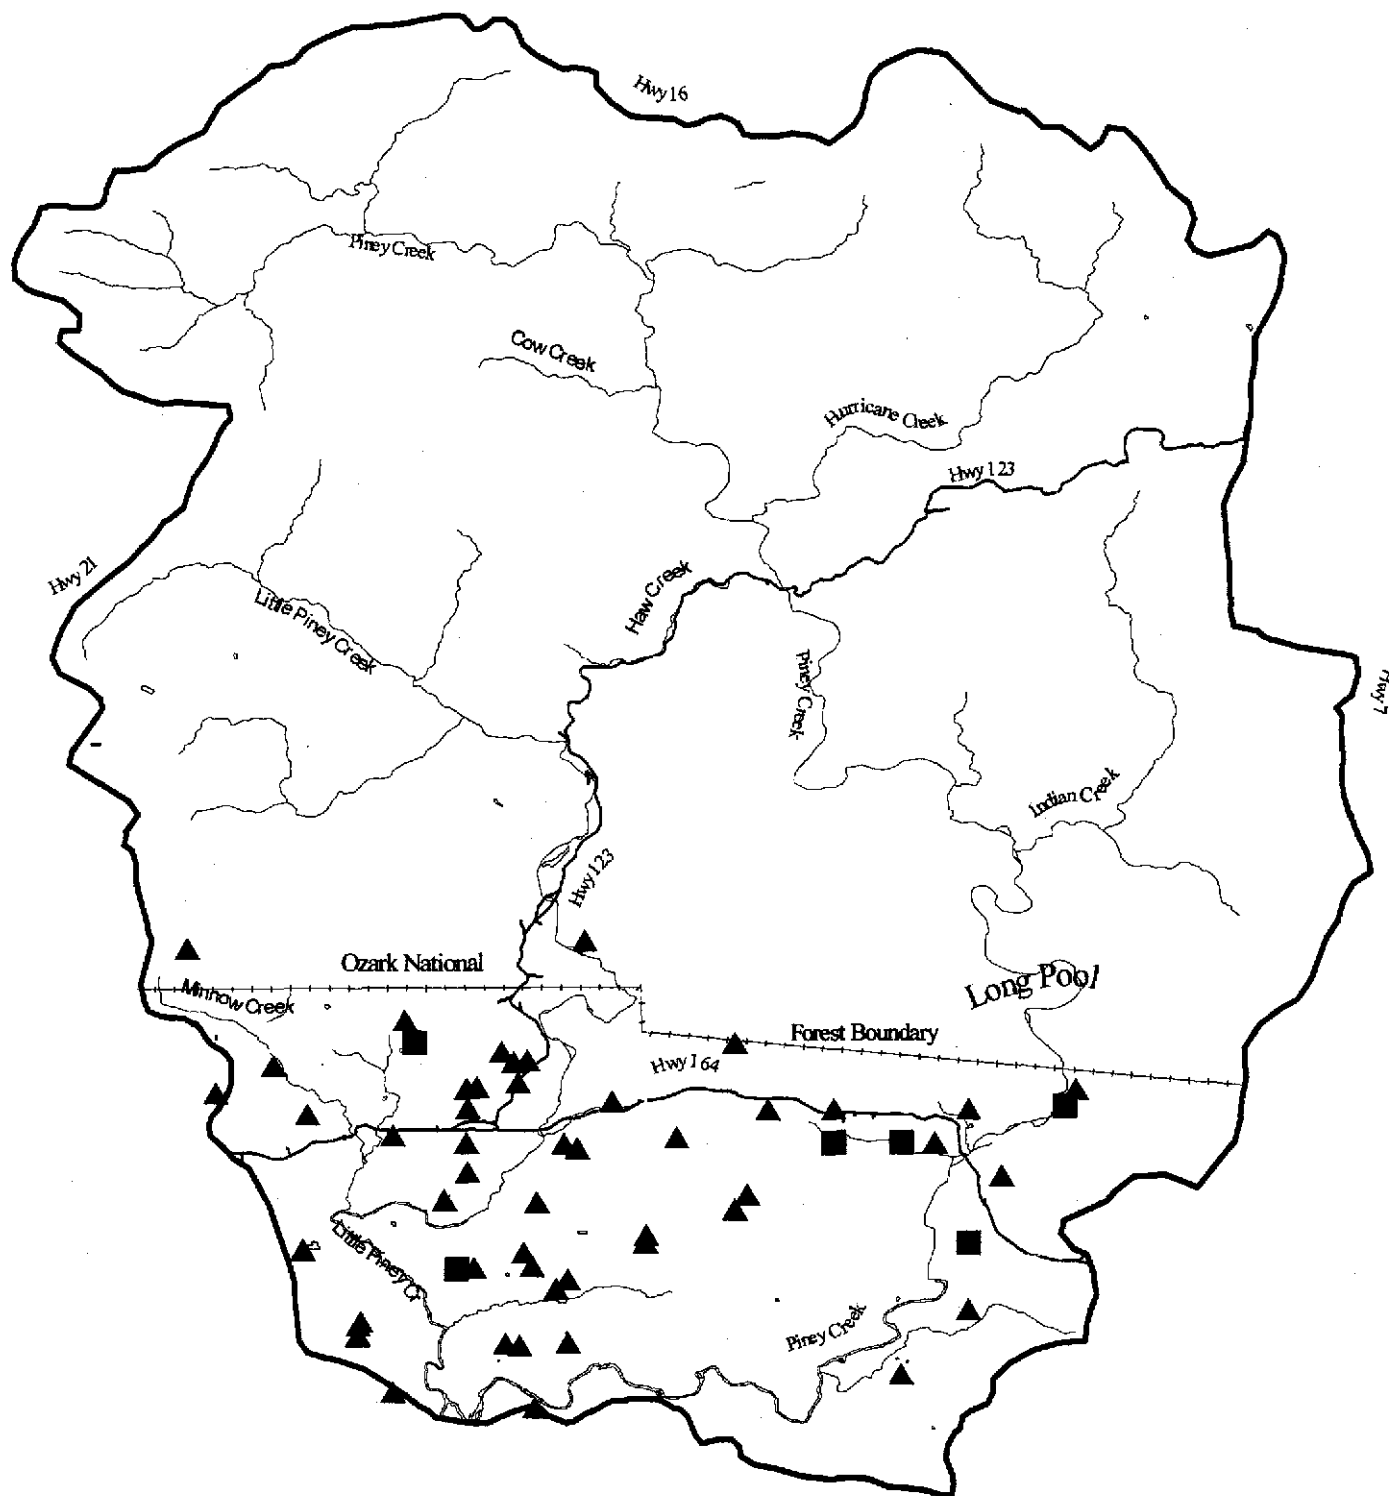 Hwy 16
Piney Creek
Cow Creek
Hurricane Creek
Hwy 123
Hwy 21
Haw Creek
Little Piney Creek
Piney Creek
Hwy 7
Indian Creek
Hwy 123
Ozark National
Long Pool
Minnow Creek
Forest Boundary
Hwy 164
Little Piney Cr
Piney Creek